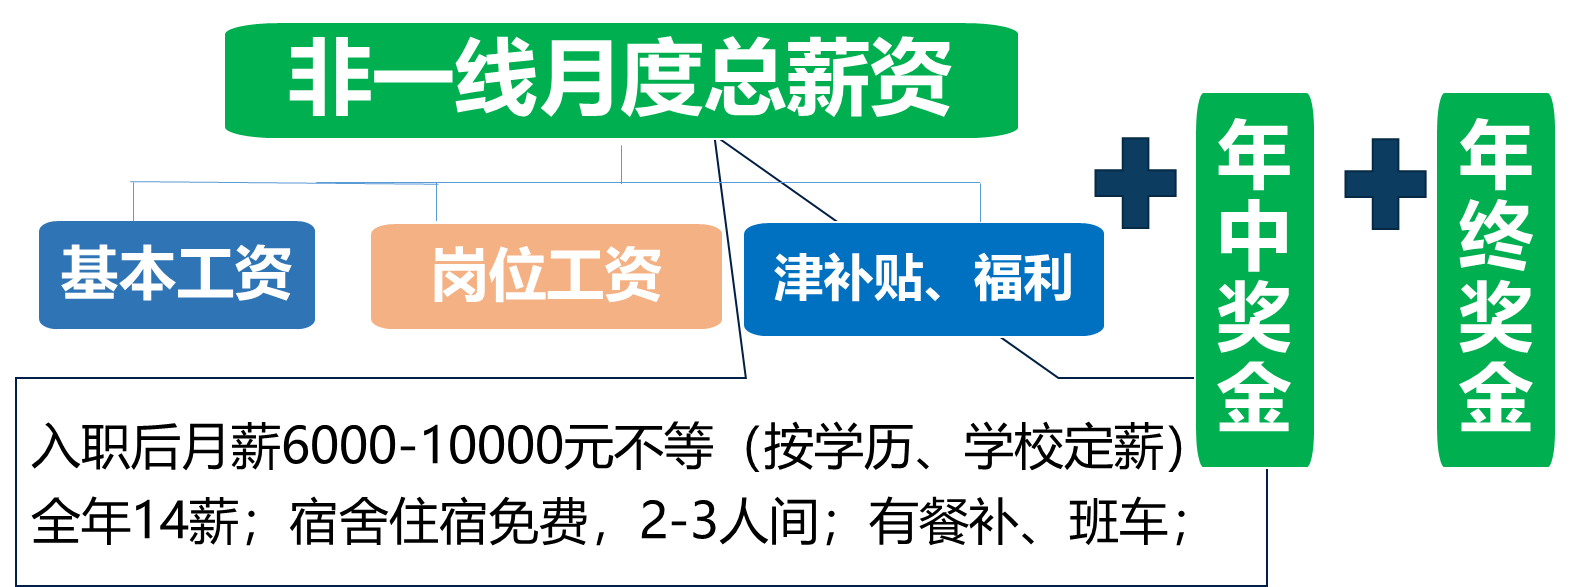 非一线月度总薪资
基本工资
岗位工资
津补贴、福利
年中奖金
年终奖金
入职后月薪6000-10000元不等（按学历、学校定薪）
全年14薪；宿舍住宿免费，2-3人间；有餐补、班车；